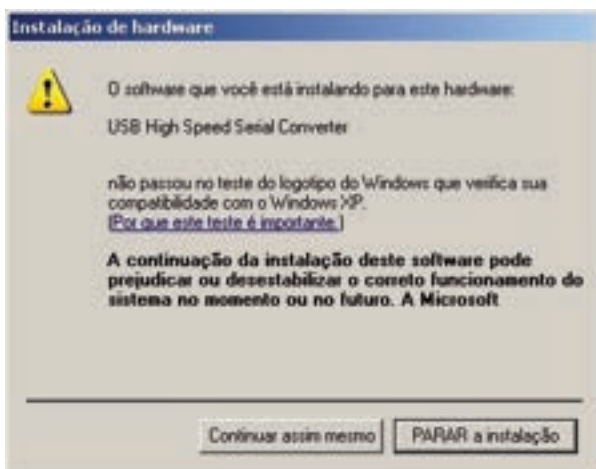 Instalação de hardware
O software que você está instalando para este hardware:
USB High Speed Serial Converter
não passou no teste do logotipo do Windows que verifica sua
compatibilidade com o Windows XP.
(Por que este teste é importante.)
A continuação da instalação deste software pode
prejudicar ou desestabilizar o correto funcionamento do
sistema no momento ou no futuro. A Microsoft
Continuar assim mesmo
PARAR a instalação